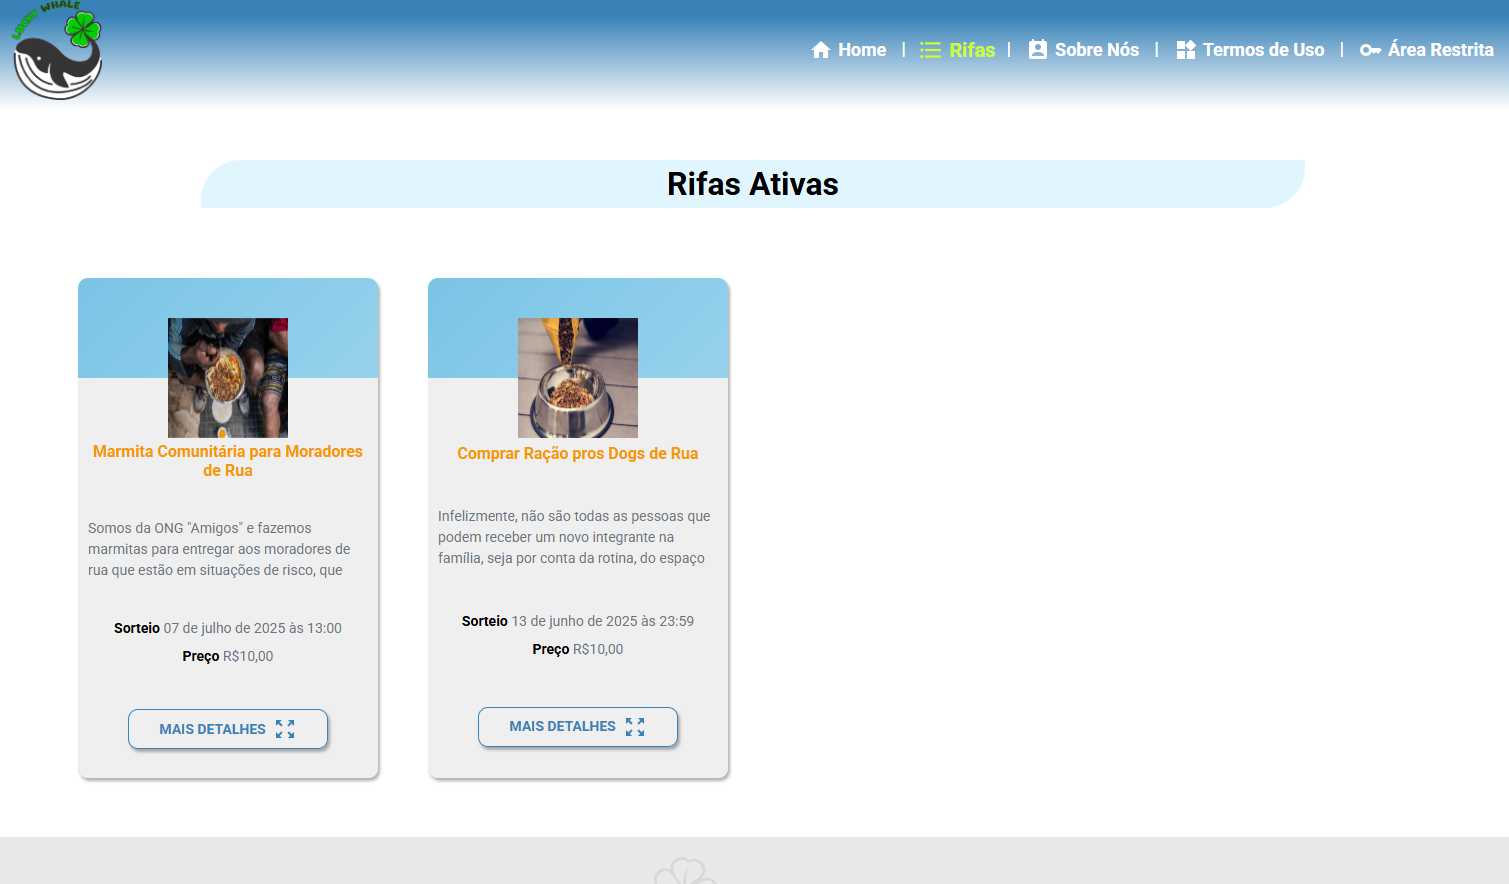 LUCKY WHALE
Home | Rifas | Sobre Nós | Termos de Uso | Área Restrita
Rifas Ativas
Marmita Comunitária para Moradores
de Rua
Somos da ONG "Amigos" e fazemos
marmitas para entregar aos moradores de
rua que estão em situações de risco, que
Sorteio 07 de julho de 2025 às 13:00
Preço R$10,00
MAIS DETALHES
Comprar Ração pros Dogs de Rua
Infelizmente, não são todas as pessoas que
podem receber um novo integrante na
família, seja por conta da rotina, do espaço
Sorteio 13 de junho de 2025 às 23:59
Preço R$10,00
MAIS DETALHES